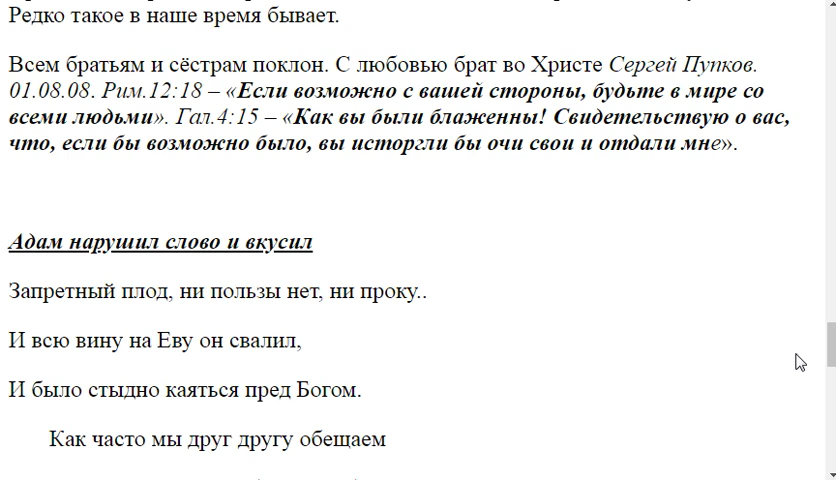 Редко такое в наше время бывает.
Всем братьям и сёстрам поклон. С любовью брат во Христе Сергей Пупков.
01.08.08. Рим.12:18 – «Если возможно с вашей стороны, будьте в мире со
всеми людьми». Гал.4:15 – «Как вы были блаженны! Свидетельствую о вас,
что, если бы возможно было, вы исторгли бы очи свои и отдали мне».
Адам нарушил слово и вкусил
Запретный плод, ни пользы нет, ни проку..
И всю вину на Еву он свалил,
И было стыдно каяться пред Богом.
Как часто мы друг другу обещаем